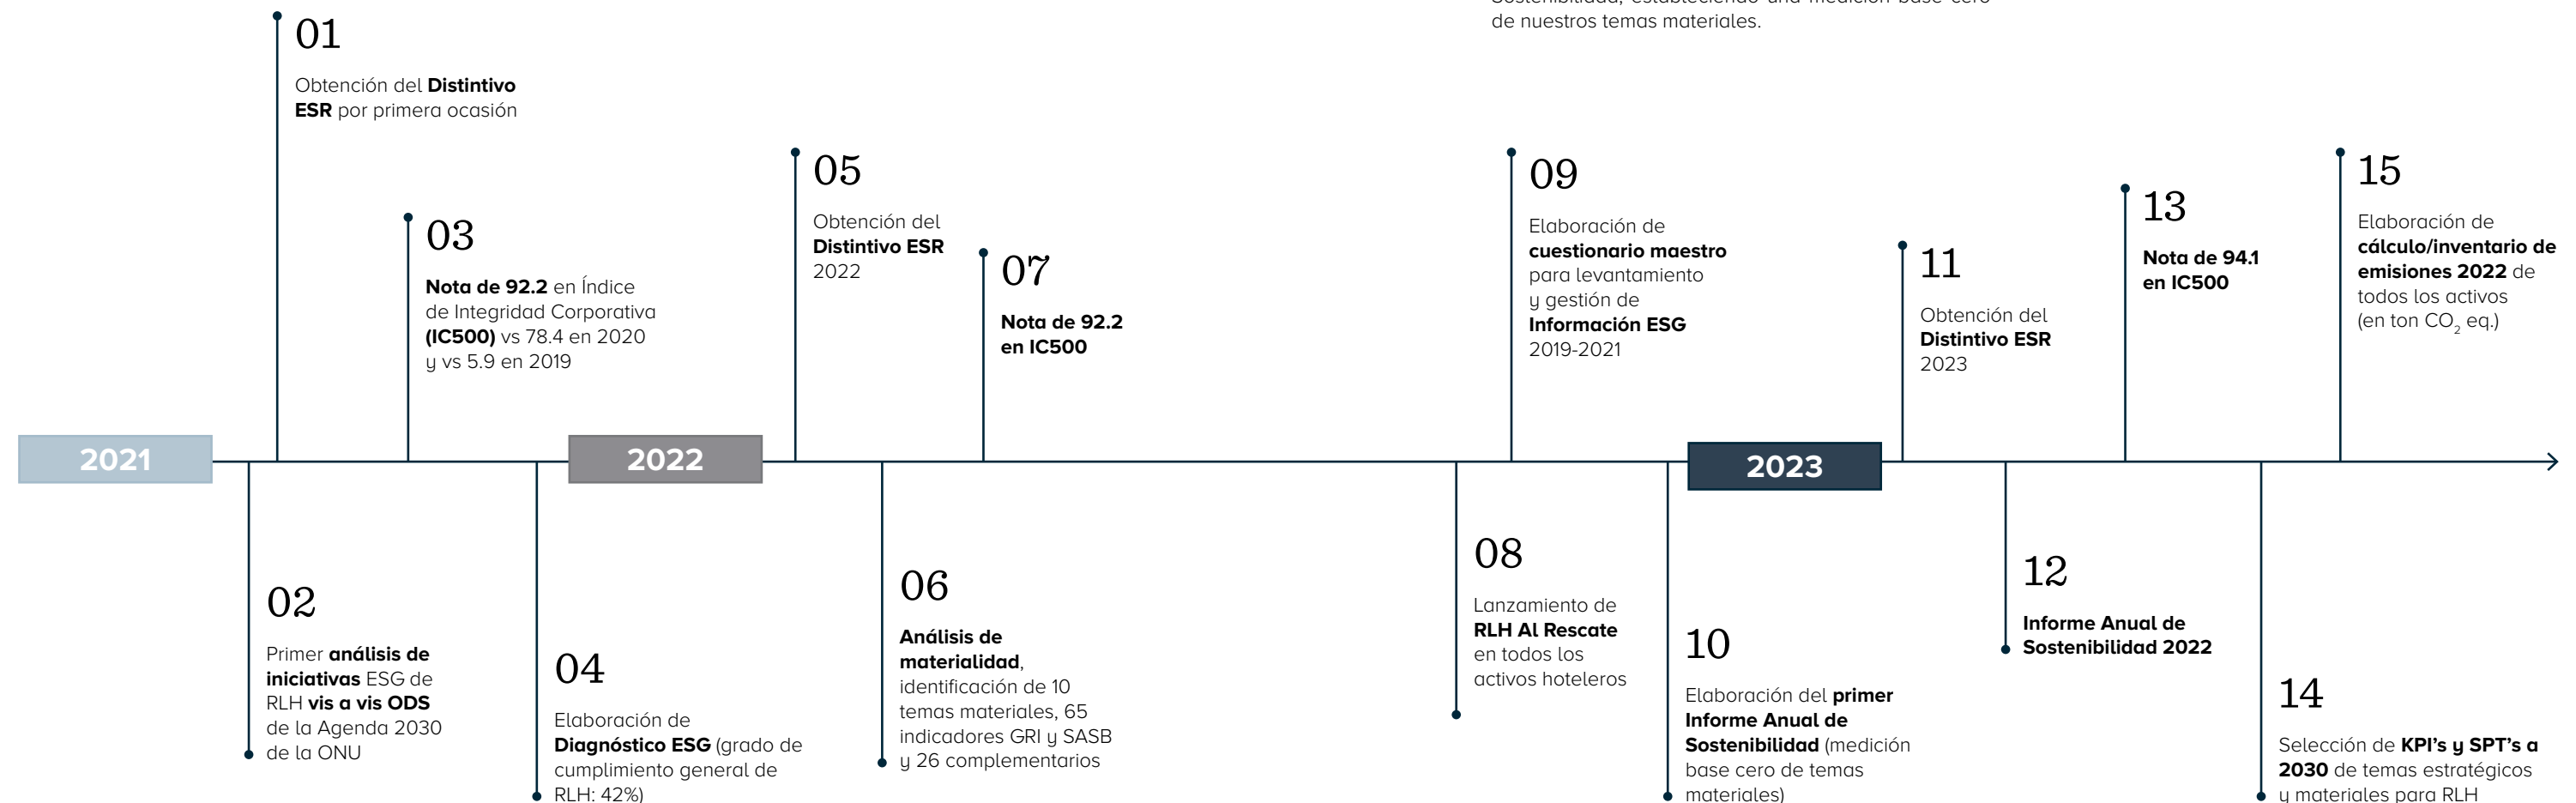 Sostenibilidad, estableciendo una medición base cero
de nuestros temas materiales.
01
Obtención del Distintivo
ESR por primera ocasión
03
Nota de 92.2 en Índice
de Integridad Corporativa
(IC500) vs 78.4 en 2020
y vs 5.9 en 2019
05
Obtención del
Distintivo ESR
2022
07
Nota de 92.2
en IC500
09
Elaboración de
cuestionario maestro
para levantamiento
y gestión de
Información ESG
2019-2021
11
Obtención del
Distintivo ESR
2023
13
Nota de 94.1
en IC500
15
Elaboración de
cálculo/inventario de
emisiones 2022 de
todos los activos
(en ton CO₂ eq.)
2021
2022
2023
02
Primer análisis de
iniciativas ESG de
RLH vis a vis ODS
de la Agenda 2030
de la ONU
04
Elaboración de
Diagnóstico ESG (grado de
cumplimiento general de
RLH: 42%)
06
Análisis de
materialidad,
identificación de 10
temas materiales, 65
indicadores GRI y SASB
y 26 complementarios
08
Lanzamiento de
RLH Al Rescate
en todos los
activos hoteleros
10
Elaboración del primer
Informe Anual de
Sostenibilidad (medición
base cero de temas
materiales)
12
Informe Anual de
Sostenibilidad 2022
14
Selección de KPI's y SPT's a
2030 de temas estratégicos
y materiales para RLH